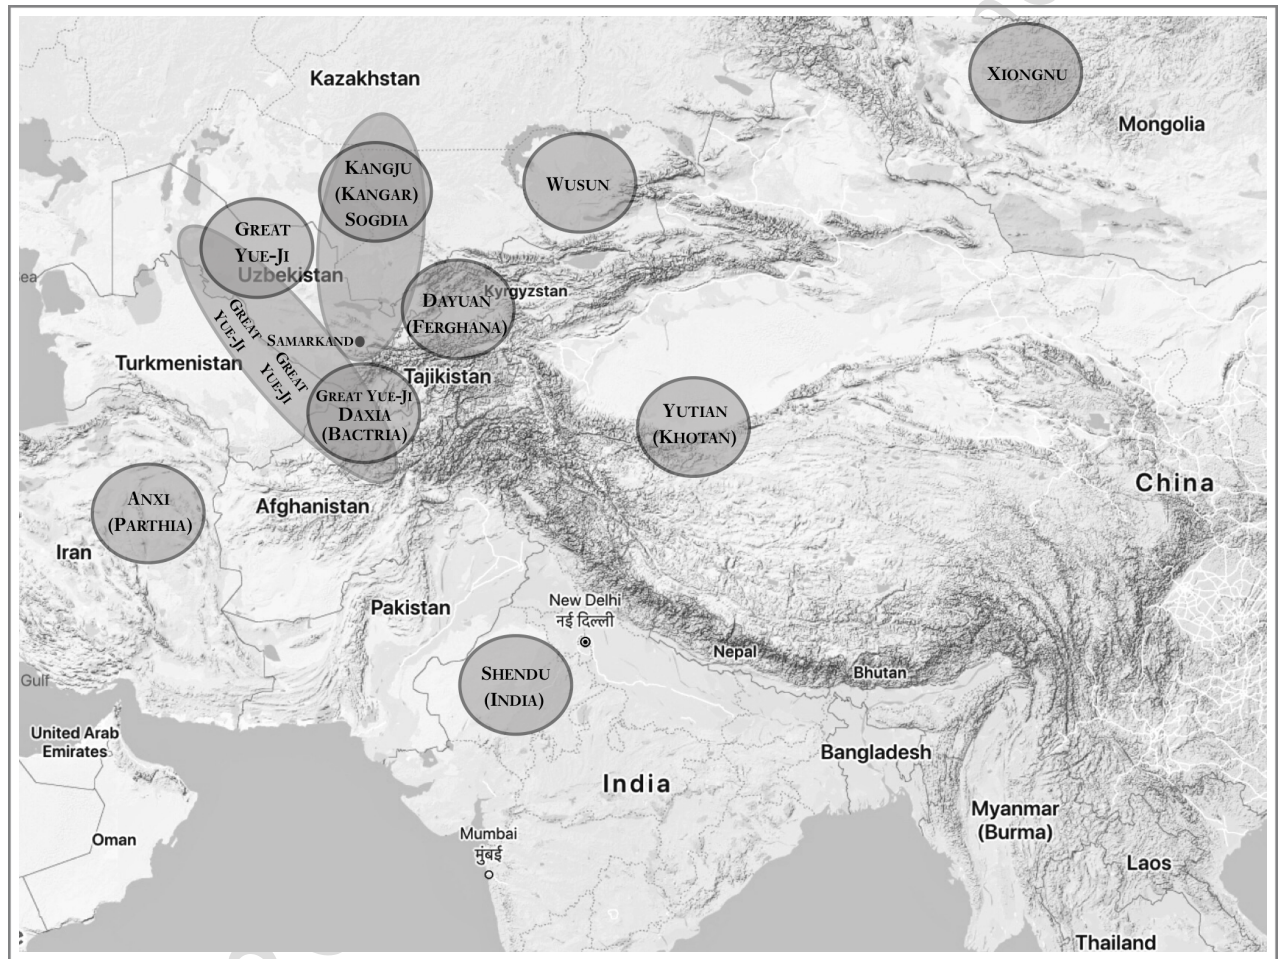 XIONGNU
Kazakhstan
Mongolia
KANGJU
(KANGAR)
SOGDIA
WUSUN
GREAT
YUE-JI
Uzbekistan
ea
DAYUAN
(FERGHANA)
Kyrgyzstan
GREAT
YUE-JI
SAMARKAND
GREAT
YUE-JI
Turkmenistan
Tajikistan
GREAT YUE-JI
DAXIA
(BACTRIA)
YUTIAN
(KHOTAN)
China
ANXI
(PARTHIA)
Afghanistan
Iran
Pakistan
New Delhi
नई दिल्ली
Nepal
Bhutan
SHENDU
(INDIA)
Gulf
United Arab
Emirates
Bangladesh
India
Myanmar
(Burma)
Mumbai
मुंबई
Oman
Laos
Thailand